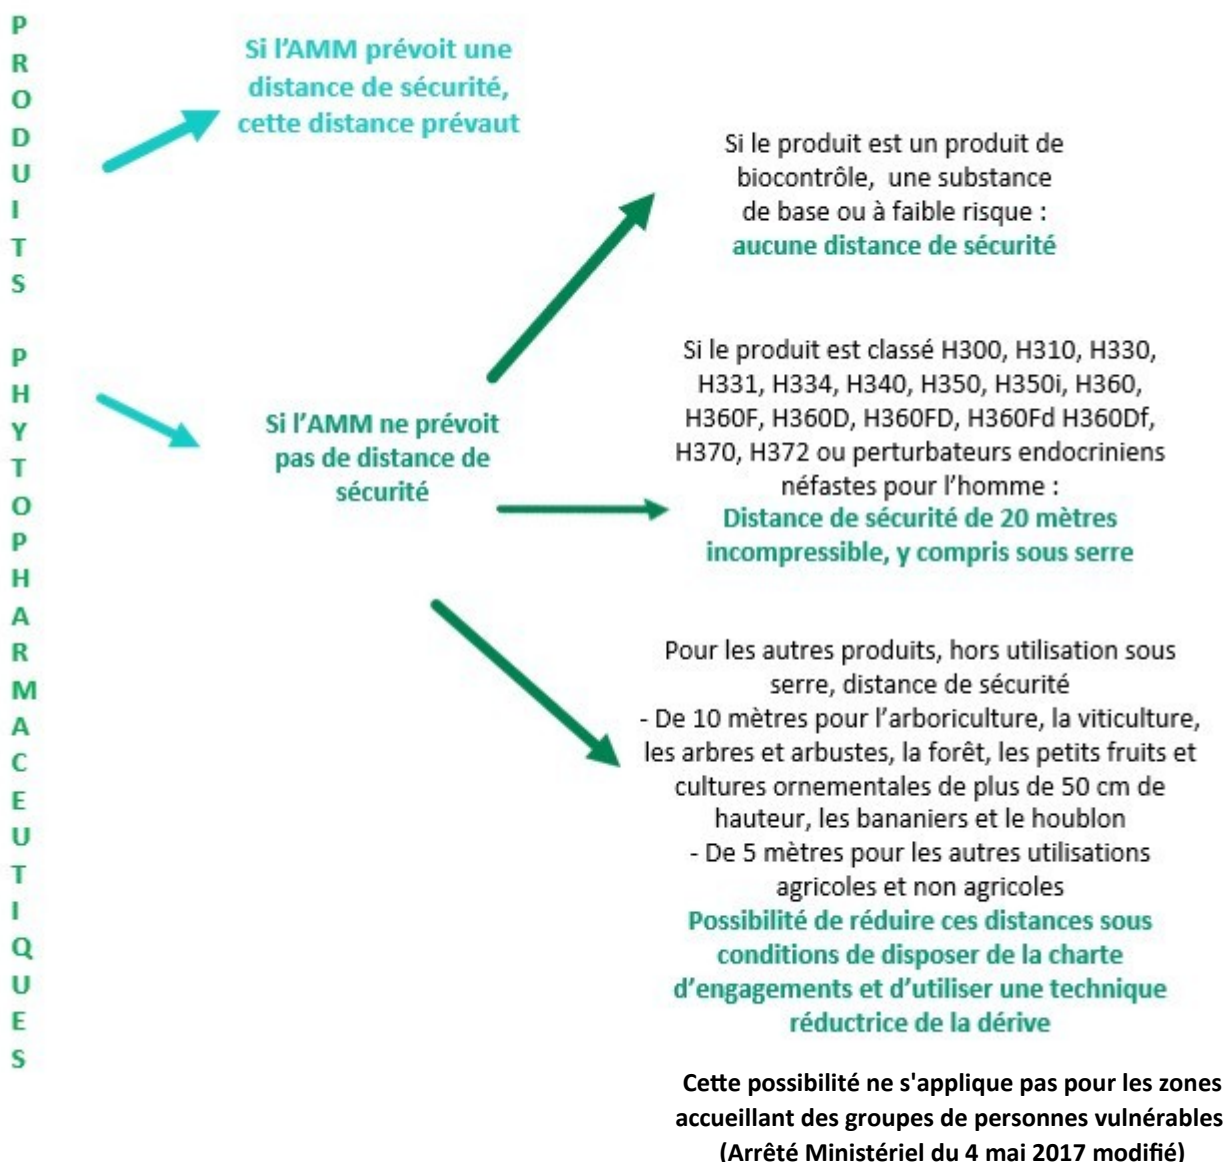 PRODUITS PHYTOPHARMACEUTIQUES
Si l'AMM prévoit une
distance de sécurité,
cette distance prévaut
Si l'AMM ne prévoit
pas de distance de
sécurité
Si le produit est un produit de
biocontrôle, une substance
de base ou à faible risque :
aucune distance de sécurité
Si le produit est classé H300, H310, H330,
H331, H334, H340, H350, H350i, H360,
H360F, H360D, H360FD, H360Fd H360Df,
H370, H372 ou perturbateurs endocriniens
néfastes pour l'homme :
Distance de sécurité de 20 mètres
incompressible, y compris sous serre
Pour les autres produits, hors utilisation sous
serre, distance de sécurité
- De 10 mètres pour l'arboriculture, la viticulture,
les arbres et arbustes, la forêt, les petits fruits et
cultures ornementales de plus de 50 cm de
hauteur, les bananiers et le houblon
- De 5 mètres pour les autres utilisations
agricoles et non agricoles
Possibilité de réduire ces distances sous
conditions de disposer de la charte
d'engagements et d'utiliser une technique
réductrice de la dérive
Cette possibilité ne s'applique pas pour les zones
accueillant des groupes de personnes vulnérables
(Arrêté Ministériel du 4 mai 2017 modifié)